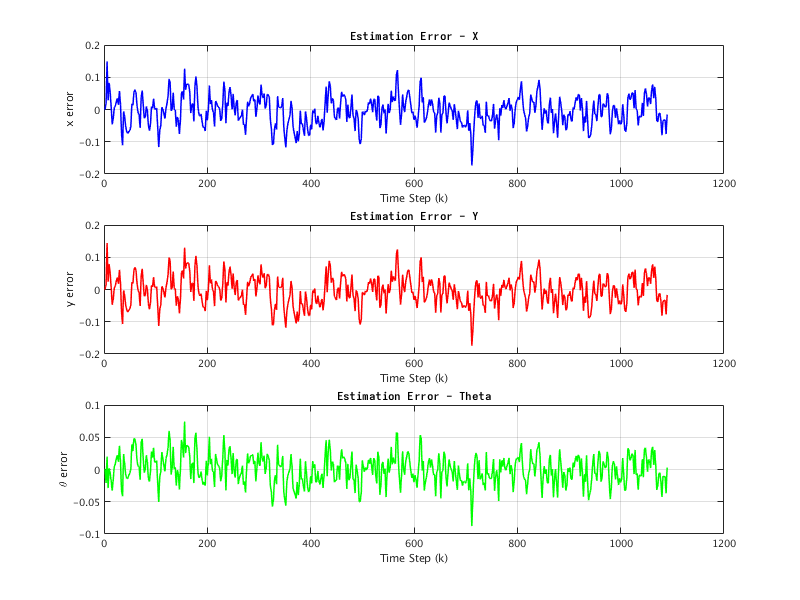 Estimation Error - X
0.2
0.1
0
-0.1
-0.2
x error
0 200 400 600 800 1000 1200
Time Step (k)
Estimation Error - Y
0.2
0.1
0
-0.1
-0.2
y error
0 200 400 600 800 1000 1200
Time Step (k)
Estimation Error - Theta
0.1
0.05
0
-0.05
-0.1
θ error
0 200 400 600 800 1000 1200
Time Step (k)